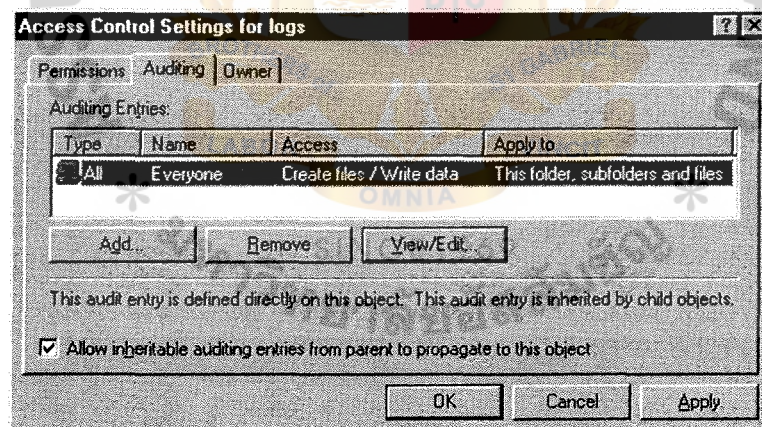 Access Control Settings for logs
Permissions Auditing Owner
Auditing Entries:
Type Name Access Apply to
All Everyone Create files / Write data This folder, subfolders and files
OMNIA
Add... Remove View/Edit...
This audit entry is defined directly on this object. This audit entry is inherited by child objects.
Allow inheritable auditing entries from parent to propagate to this object
OK Cancel Apply